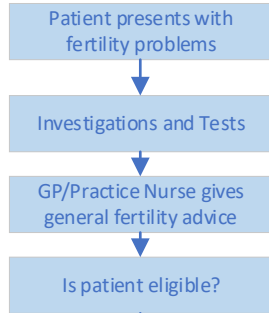 Patient presents with
fertility problems
Investigations and Tests
GP/Practice Nurse gives
general fertility advice
Is patient eligible?